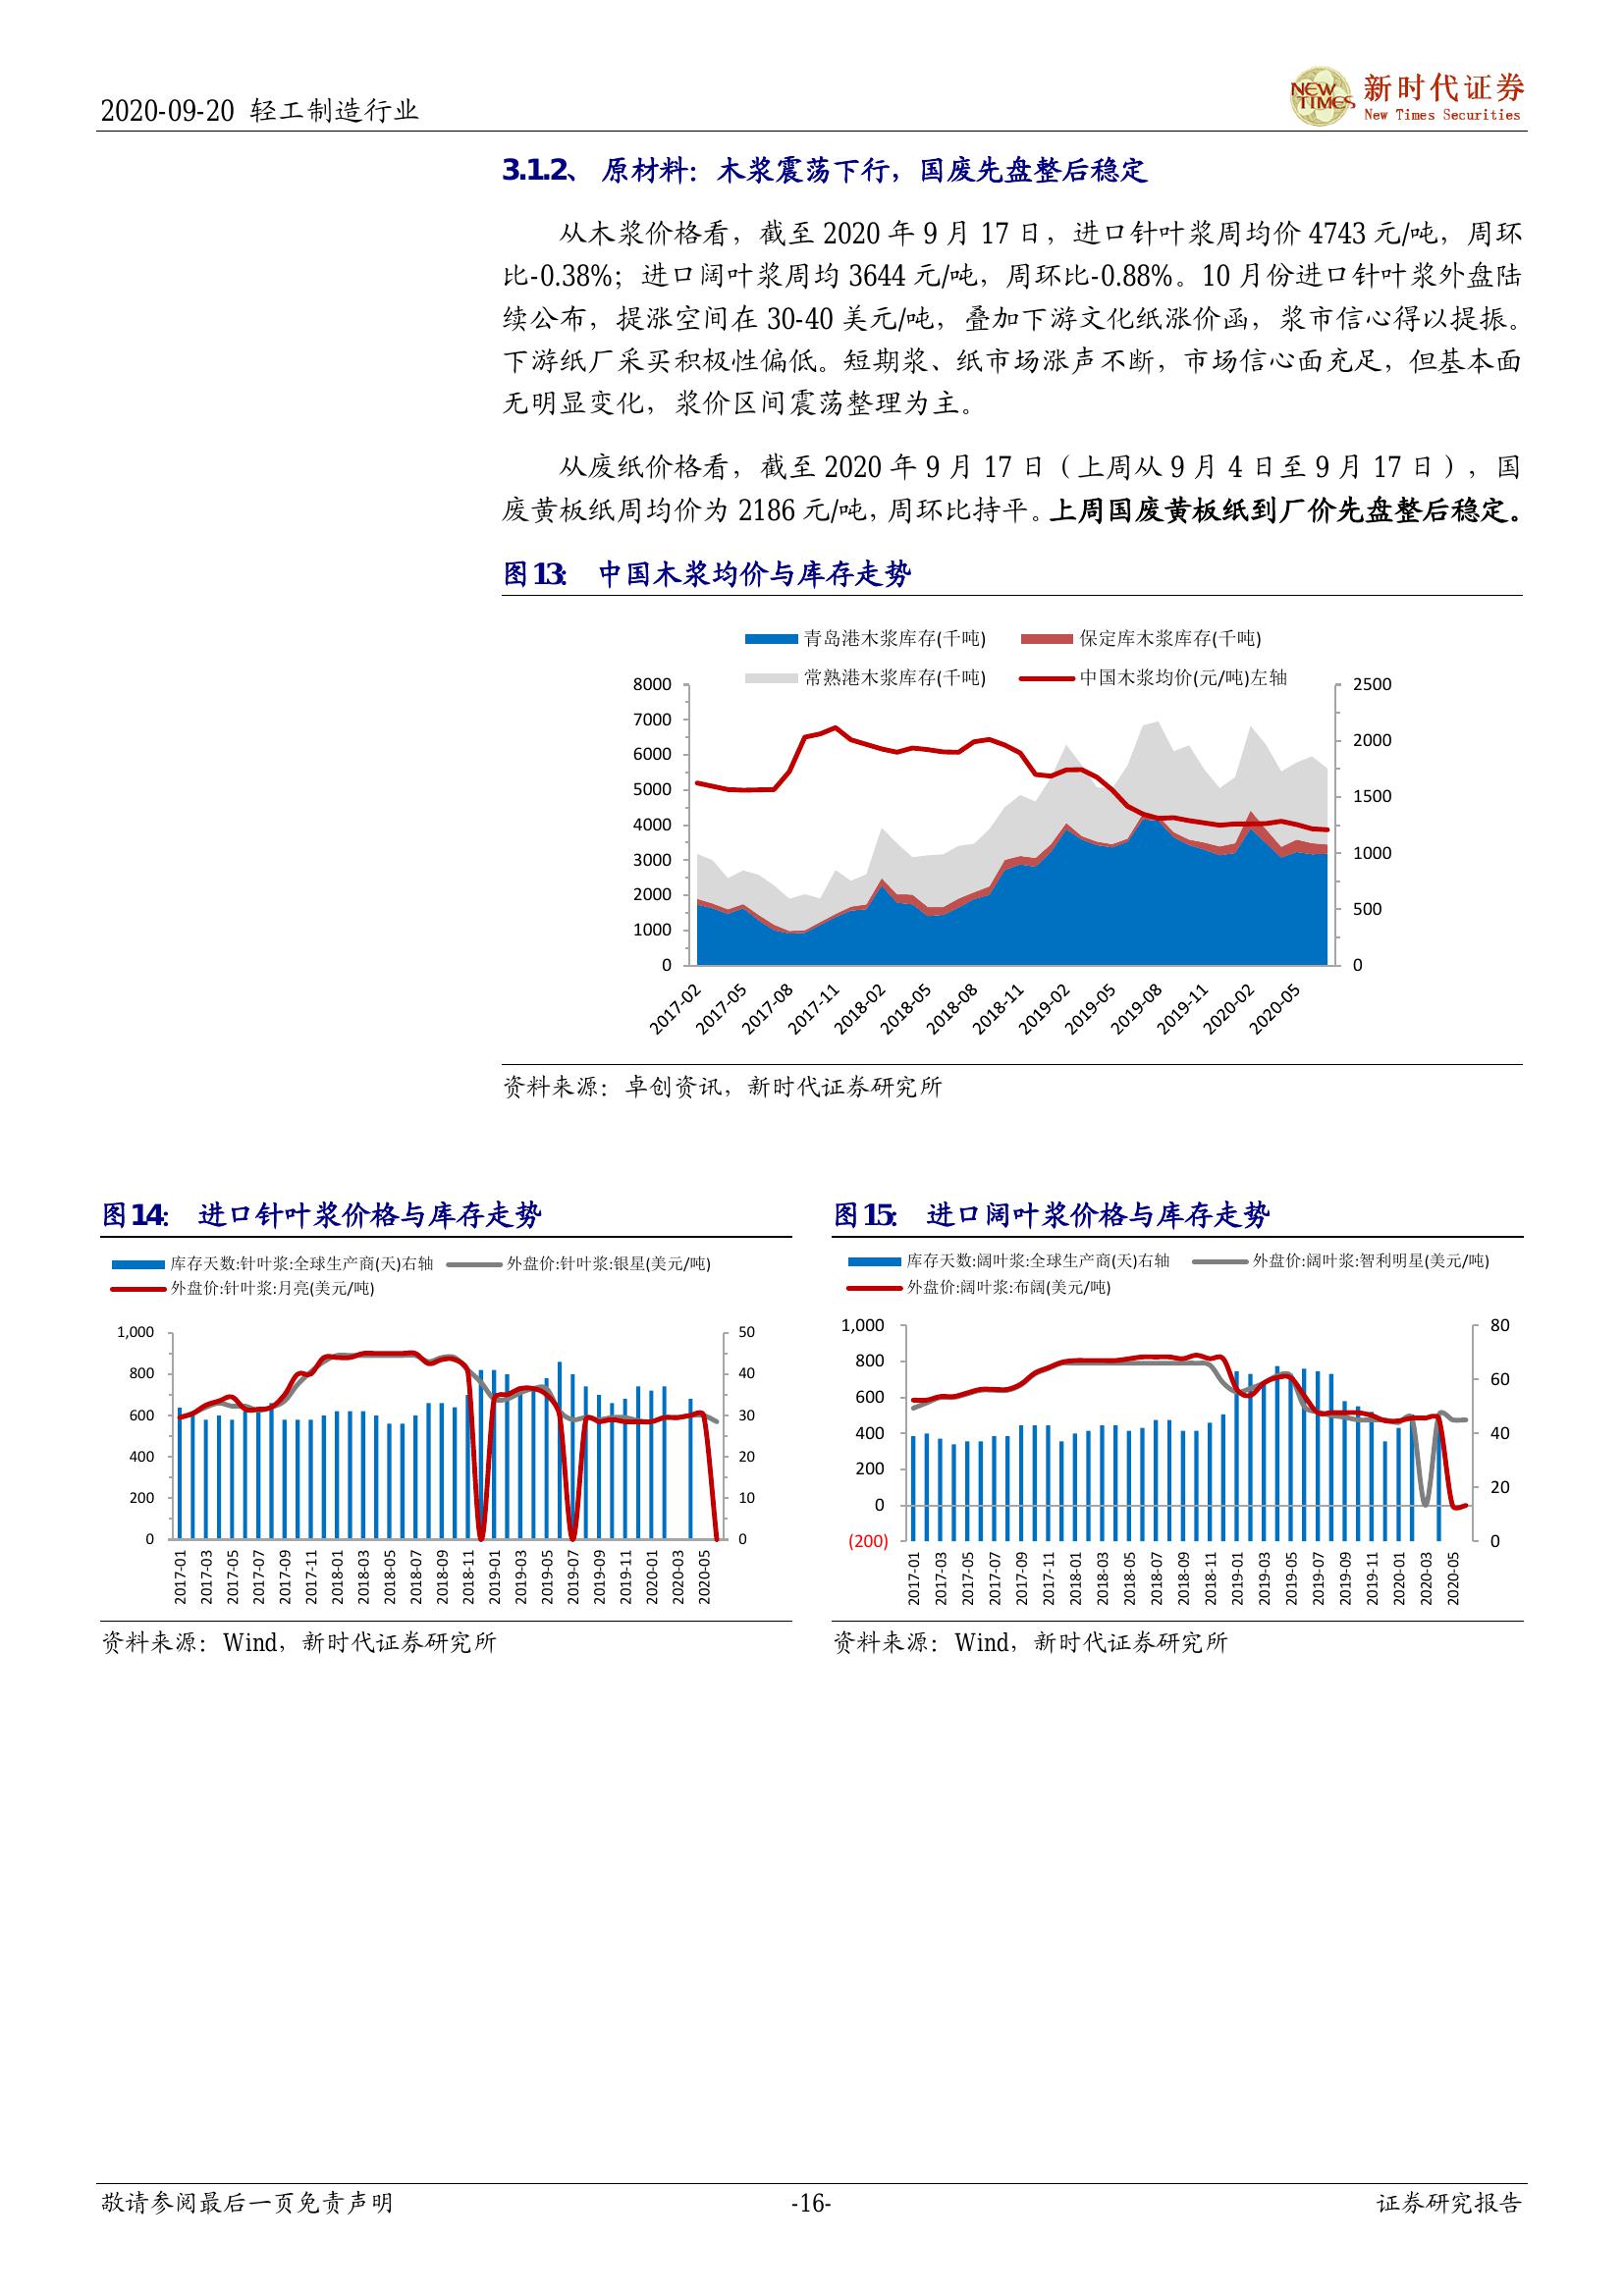 2020-09-20 轻工制造行业
NEW TIMES
新时代证券
New Times Securities
3.1.2、 原材料：木浆震荡下行，国废先盘整后稳定
从木浆价格看，截至 2020 年 9 月 17 日，进口针叶浆周均价 4743 元/吨，周环
比-0.38%；进口阔叶浆周均 3644 元/吨，周环比-0.88%。10 月份进口针叶浆外盘陆
续公布，提涨空间在 30-40 美元/吨，叠加下游文化纸涨价函，浆市信心得以提振。
下游纸厂采买积极性偏低。短期浆、纸市场涨声不断，市场信心面充足，但基本面
无明显变化，浆价区间震荡整理为主。
从废纸价格看，截至 2020 年 9 月 17 日（上周从 9 月 4 日至 9 月 17 日），国
废黄板纸周均价为 2186 元/吨，周环比持平。上周国废黄板纸到厂价先盘整后稳定。
图13： 中国木浆均价与库存走势
青岛港木浆库存(千吨) 保定库木浆库存(千吨)
常熟港木浆库存(千吨) 中国木浆均价(元/吨)左轴
8000
7000
6000
5000
4000
3000
2000
1000
0
2500
2000
1500
1000
500
0
2017-02 2017-05 2017-08 2017-11 2018-02 2018-05 2018-08 2018-11 2019-02 2019-05 2019-08 2019-11 2020-02 2020-05
资料来源：卓创资讯，新时代证券研究所
图14： 进口针叶浆价格与库存走势
库存天数:针叶浆:全球生产商(天)右轴 外盘价:针叶浆:银星(美元/吨)
外盘价:针叶浆:月亮(美元/吨)
1,000
800
600
400
200
0
50
40
30
20
10
0
2017-01 2017-03 2017-05 2017-07 2017-09 2017-11 2018-01 2018-03 2018-05 2018-07 2018-09 2018-11 2019-01 2019-03 2019-05 2019-07 2019-09 2019-11 2020-01 2020-03 2020-05
资料来源：Wind，新时代证券研究所
图15： 进口阔叶浆价格与库存走势
库存天数:阔叶浆:全球生产商(天)右轴 外盘价:阔叶浆:智利明星(美元/吨)
外盘价:阔叶浆:布阔(美元/吨)
1,000
800
600
400
200
0
(200)
80
60
40
20
0
2017-01 2017-03 2017-05 2017-07 2017-09 2017-11 2018-01 2018-03 2018-05 2018-07 2018-09 2018-11 2019-01 2019-03 2019-05 2019-07 2019-09 2019-11 2020-01 2020-03 2020-05
资料来源：Wind，新时代证券研究所
敬请参阅最后一页免责声明 -16- 证券研究报告